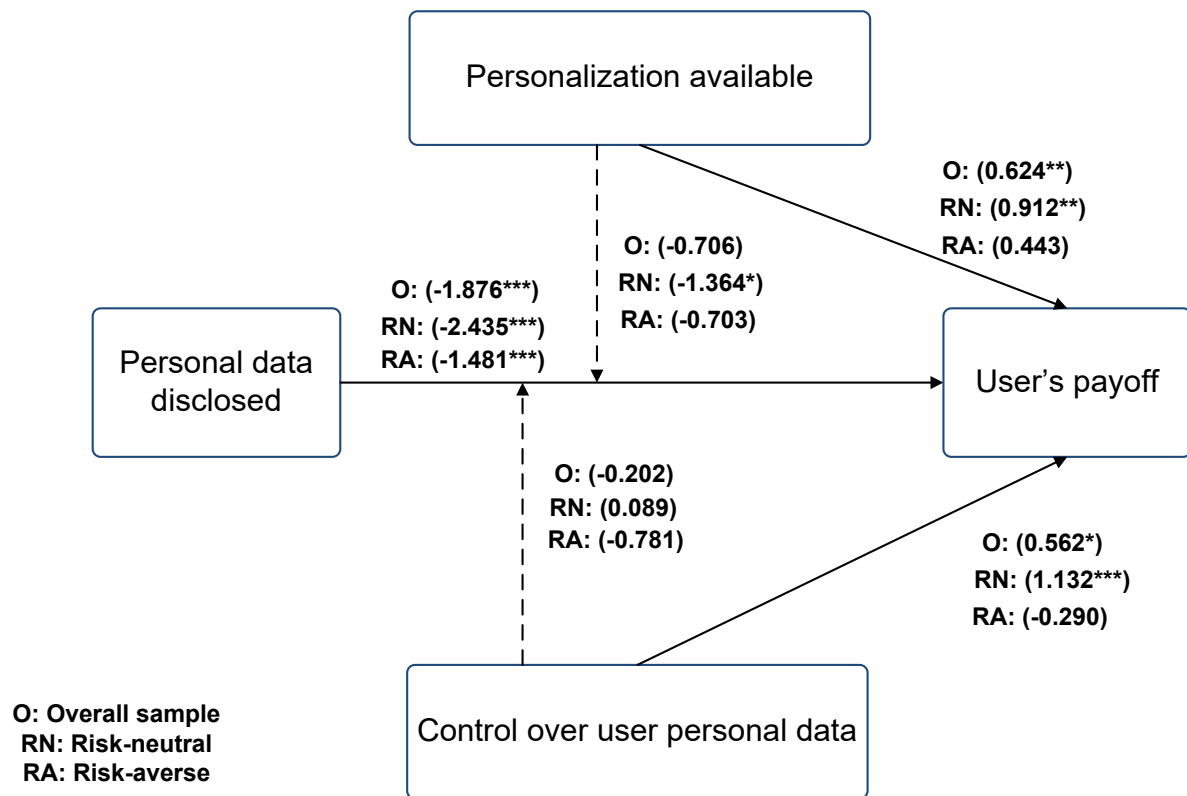 Personalization available
O: (0.624**)
RN: (0.912**)
RA: (0.443)
O: (-0.706)
RN: (-1.364*)
RA: (-0.703)
O: (-1.876***)
RN: (-2.435***)
RA: (-1.481***)
Personal data
disclosed
User’s payoff
O: (-0.202)
RN: (0.089)
RA: (-0.781)
O: (0.562*)
RN: (1.132***)
RA: (-0.290)
Control over user personal data
O: Overall sample
RN: Risk-neutral
RA: Risk-averse